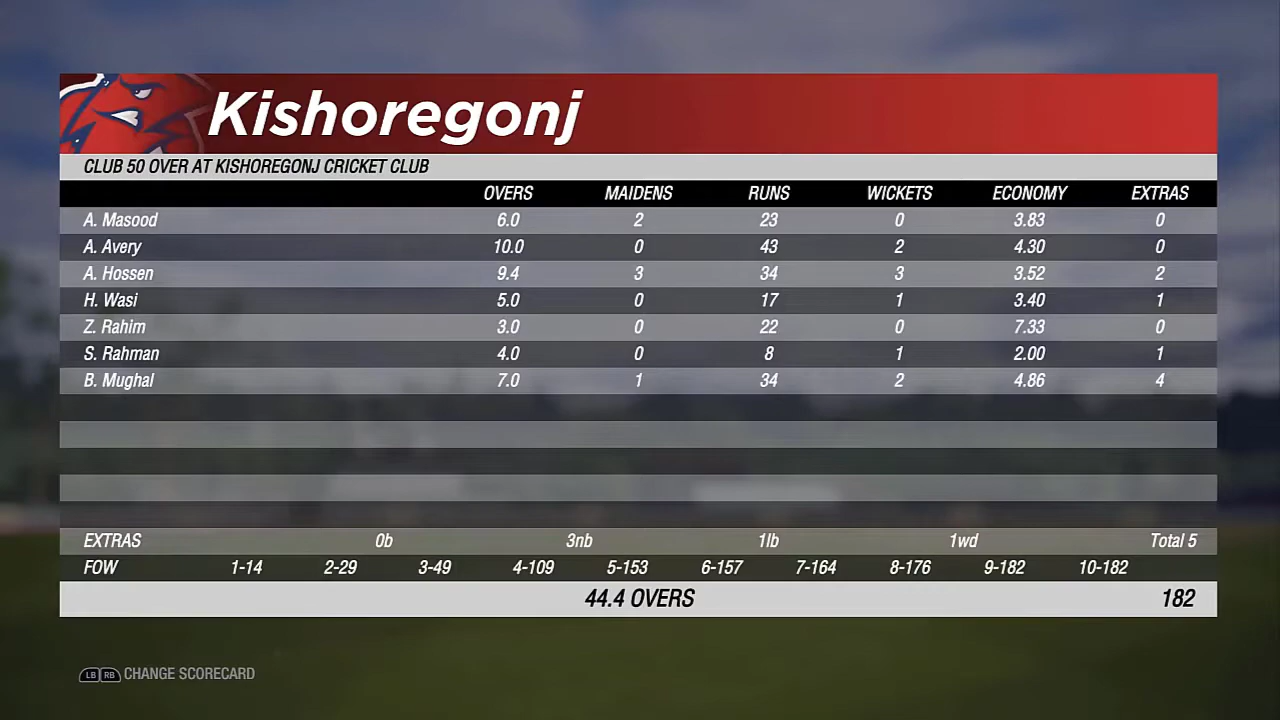 Kishoregonj
CLUB 50 OVER AT KISHOREGONJ CRICKET CLUB
OVERS MAIDENS RUNS WICKETS ECONOMY EXTRAS
A. Masood 6.0 2 23 0 3.83 0
A. Avery 10.0 0 43 2 4.30 0
A. Hossen 9.4 3 34 3 3.52 2
H. Wasi 5.0 0 17 1 3.40 1
Z. Rahim 3.0 0 22 0 7.33 0
S. Rahman 4.0 0 8 1 2.00 1
B. Mughal 7.0 1 34 2 4.86 4
EXTRAS 0b 3nb 1lb 1wd Total 5
FOW 1-14 2-29 3-49 4-109 5-153 6-157 7-164 8-176 9-182 10-182
44.4 OVERS 182
LB RB CHANGE SCORECARD